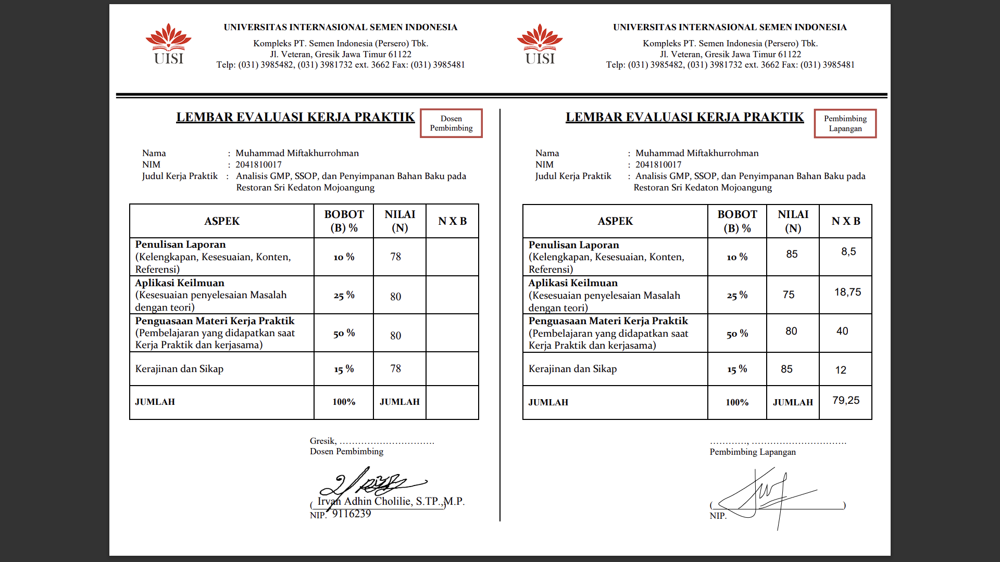 UISI
UNIVERSITAS INTERNASIONAL SEMEN INDONESIA
Kompleks PT. Semen Indonesia (Persero) Tbk.
Jl. Veteran, Gresik Jawa Timur 61122
Telp: (031) 3985482, (031) 3981732 ext. 3662 Fax: (031) 3985481
LEMBAR EVALUASI KERJA PRAKTIK
Dosen
Pembimbing
Nama : Muhammad Miftakhurrohman
NIM : 2041810017
Judul Kerja Praktik : Analisis GMP, SSOP, dan Penyimpanan Bahan Baku pada
Restoran Sri Kedaton Mojoangung
ASPEK BOBOT (B) % NILAI (N) N X B
Penulisan Laporan
(Kelengkapan, Kesesuaian, Konten,
Referensi)
10 % 78
Aplikasi Keilmuan
(Kesesuaian penyelesaian Masalah
dengan teori)
25 % 80
Penguasaan Materi Kerja Praktik
(Pembelajaran yang didapatkan saat
Kerja Praktik dan kerjasama)
50 % 80
Kerajinan dan Sikap 15 % 78
JUMLAH 100% JUMLAH
Gresik, ..............................
Dosen Pembimbing
( Irvan Adhin Cholilie, S.TP.,M.P. )
NIP. 9116239
UISI
UNIVERSITAS INTERNASIONAL SEMEN INDONESIA
Kompleks PT. Semen Indonesia (Persero) Tbk.
Jl. Veteran, Gresik Jawa Timur 61122
Telp: (031) 3985482, (031) 3981732 ext. 3662 Fax: (031) 3985481
LEMBAR EVALUASI KERJA PRAKTIK
Pembimbing
Lapangan
Nama : Muhammad Miftakhurrohman
NIM : 2041810017
Judul Kerja Praktik : Analisis GMP, SSOP, dan Penyimpanan Bahan Baku pada
Restoran Sri Kedaton Mojoangung
ASPEK BOBOT (B) % NILAI (N) N X B
Penulisan Laporan
(Kelengkapan, Kesesuaian, Konten,
Referensi)
10 % 85 8,5
Aplikasi Keilmuan
(Kesesuaian penyelesaian Masalah
dengan teori)
25 % 75 18,75
Penguasaan Materi Kerja Praktik
(Pembelajaran yang didapatkan saat
Kerja Praktik dan kerjasama)
50 % 80 40
Kerajinan dan Sikap 15 % 85 12
JUMLAH 100% JUMLAH 79,25
…………, ..............................
Pembimbing Lapangan
( )
NIP.